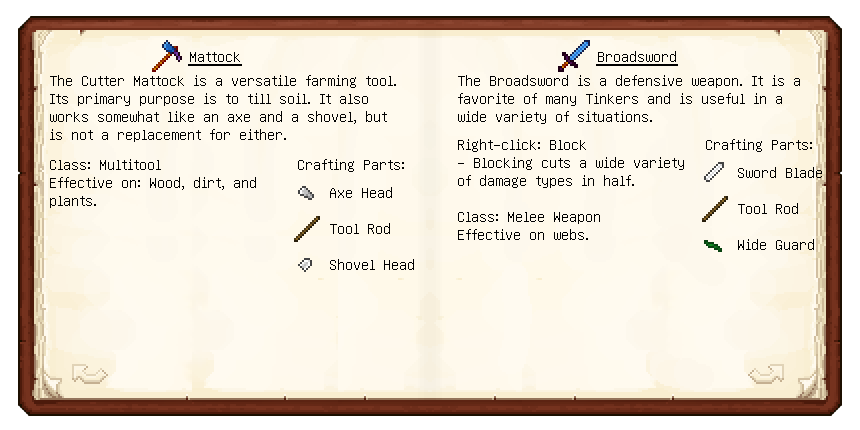 Mattock
The Cutter Mattock is a versatile farming tool.
Its primary purpose is to till soil. It also
works somewhat like an axe and a shovel, but
is not a replacement for either.
Class: Multitool
Effective on: Wood, dirt, and
plants.
Crafting Parts:
Axe Head
Tool Rod
Shovel Head
Broadsword
The Broadsword is a defensive weapon. It is a
favorite of many Tinkers and is useful in a
wide variety of situations.
Right-click: Block
- Blocking cuts a wide variety
of damage types in half.
Class: Melee Weapon
Effective on webs.
Crafting Parts:
Sword Blade
Tool Rod
Wide Guard